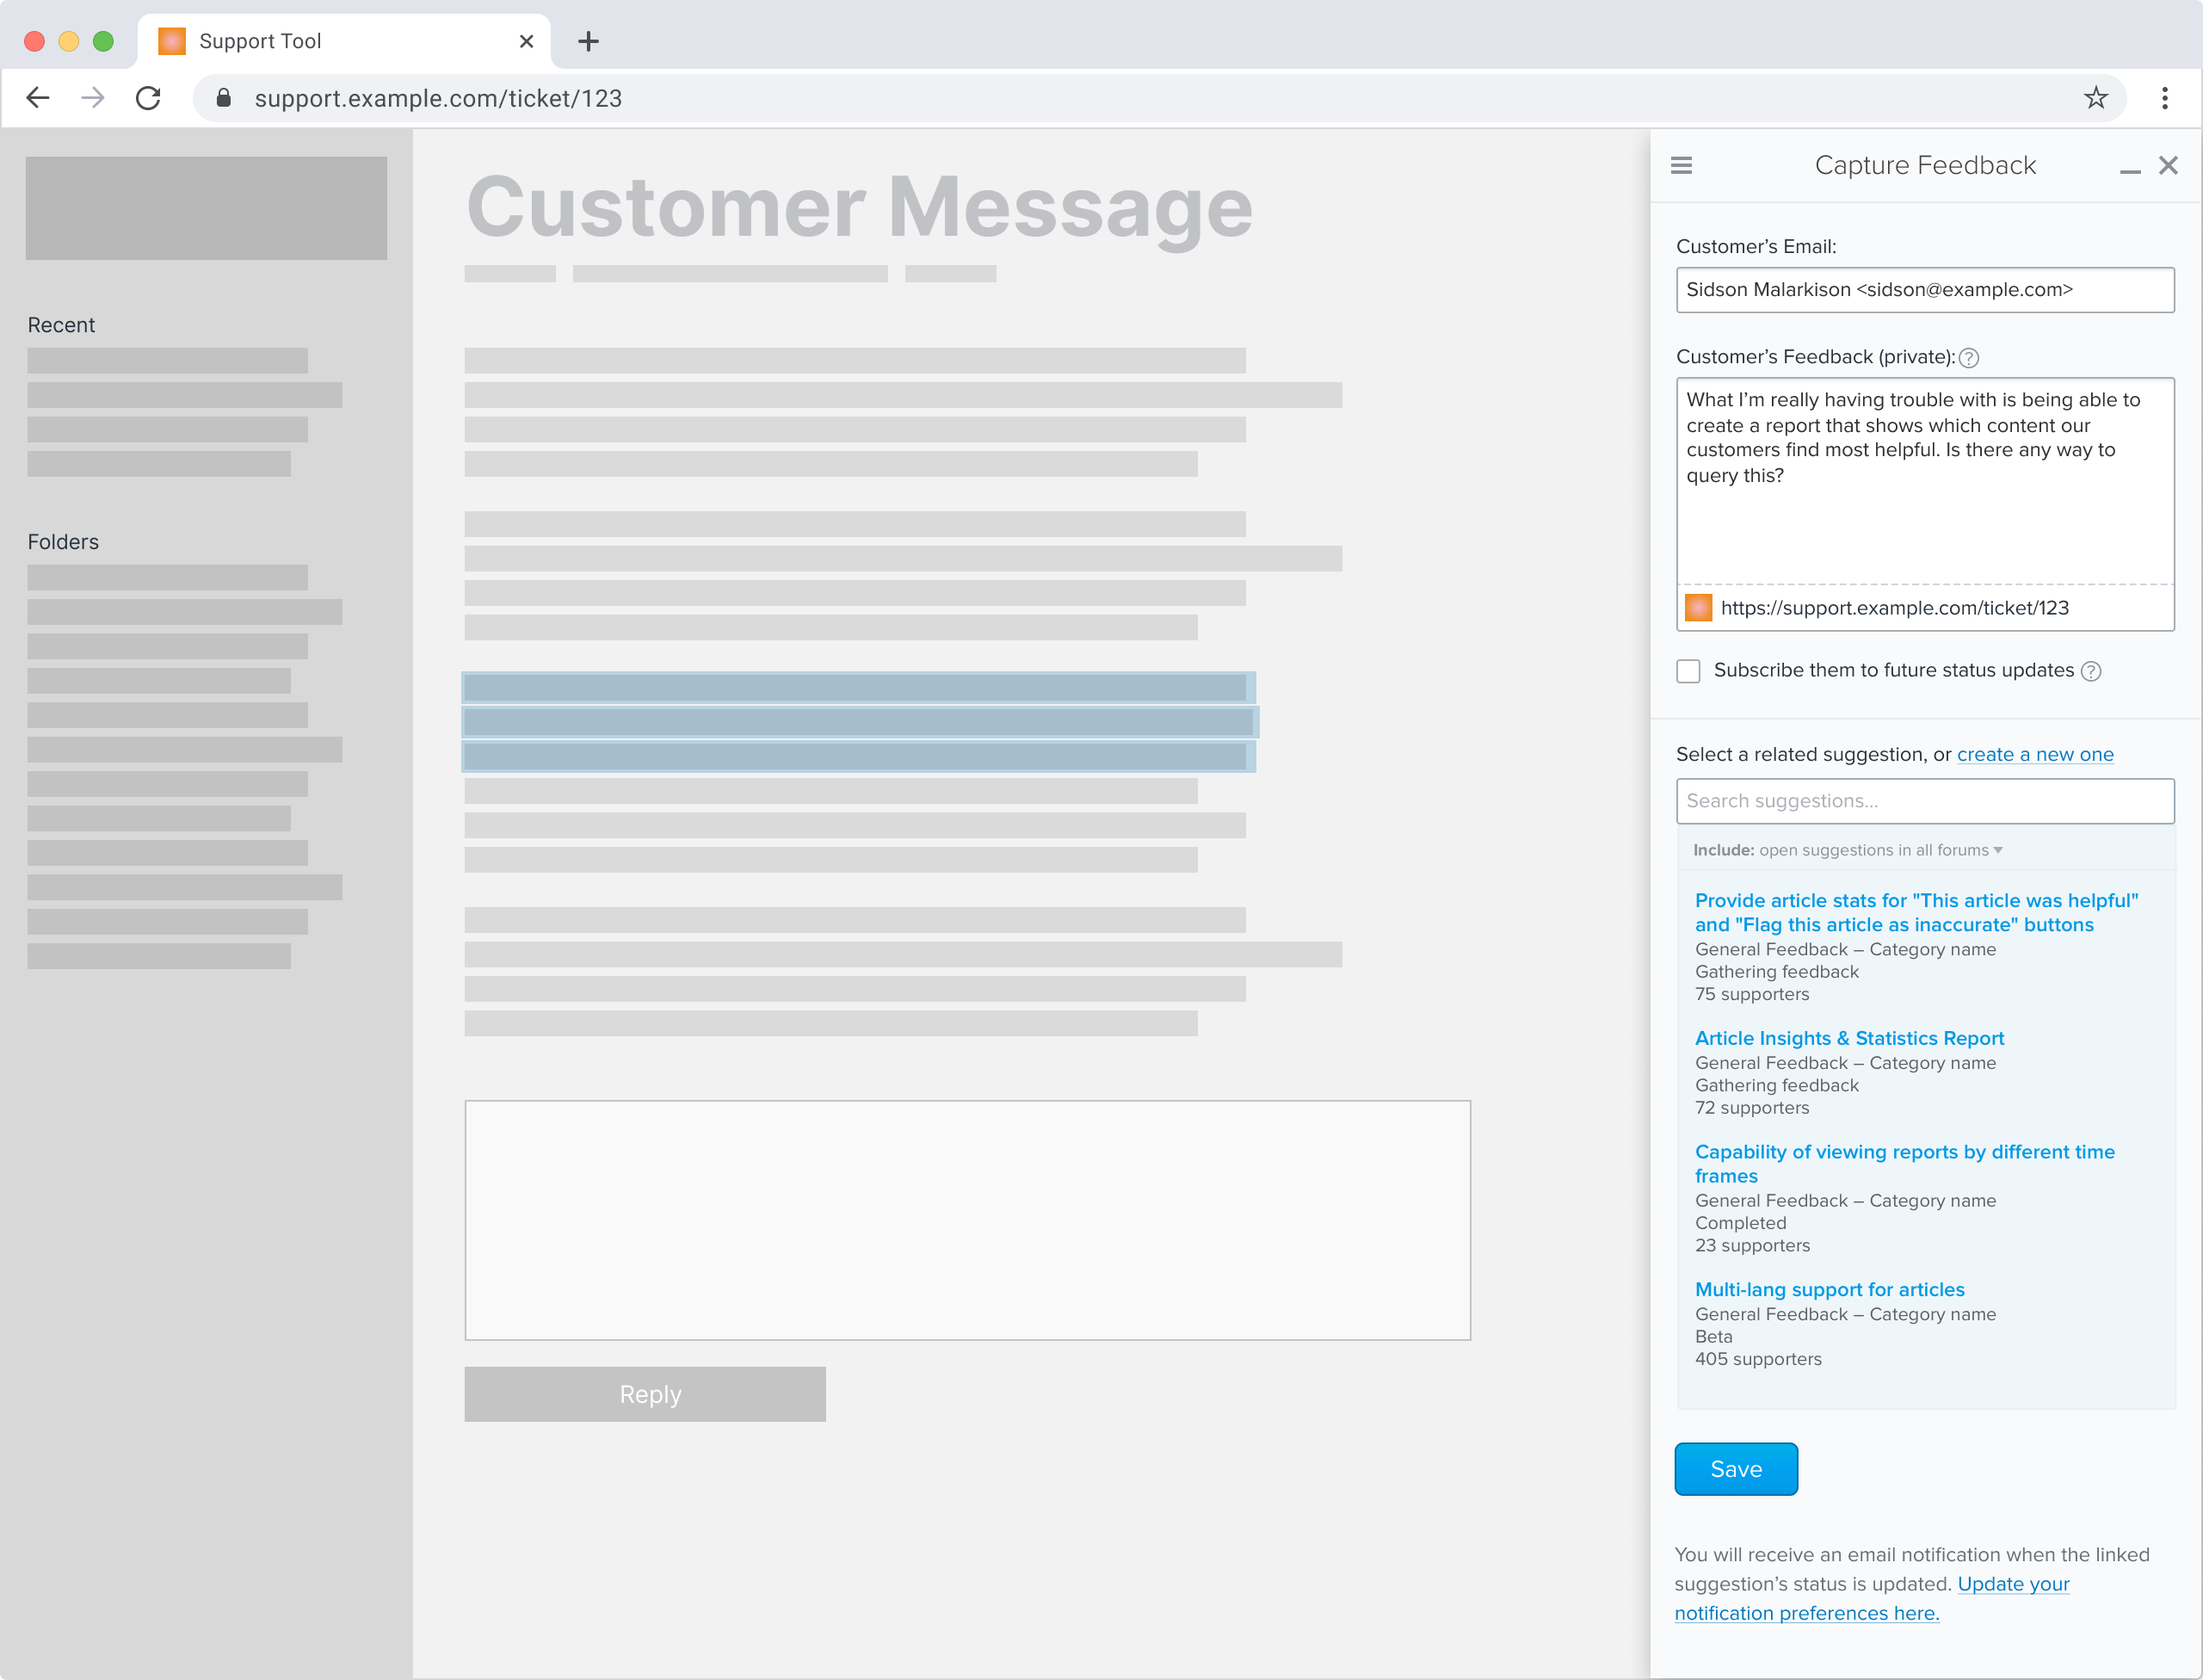 Support Tool
support.example.com/ticket/123
Recent
Folders
Customer Message
Reply
Capture Feedback
Customer’s Email:
Sidson Malarkison <sidson@example.com>
Customer’s Feedback (private): ?
What I’m really having trouble with is being able to
create a report that shows which content our
customers find most helpful. Is there any way to
query this?
https://support.example.com/ticket/123
Subscribe them to future status updates ?
Select a related suggestion, or create a new one
Search suggestions...
Include: open suggestions in all forums
Provide article stats for "This article was helpful"
and "Flag this article as inaccurate" buttons
General Feedback – Category name
Gathering feedback
75 supporters
Article Insights & Statistics Report
General Feedback – Category name
Gathering feedback
72 supporters
Capability of viewing reports by different time
frames
General Feedback – Category name
Completed
23 supporters
Multi-lang support for articles
General Feedback – Category name
Beta
405 supporters
Save
You will receive an email notification when the linked
suggestion’s status is updated. Update your
notification preferences here.